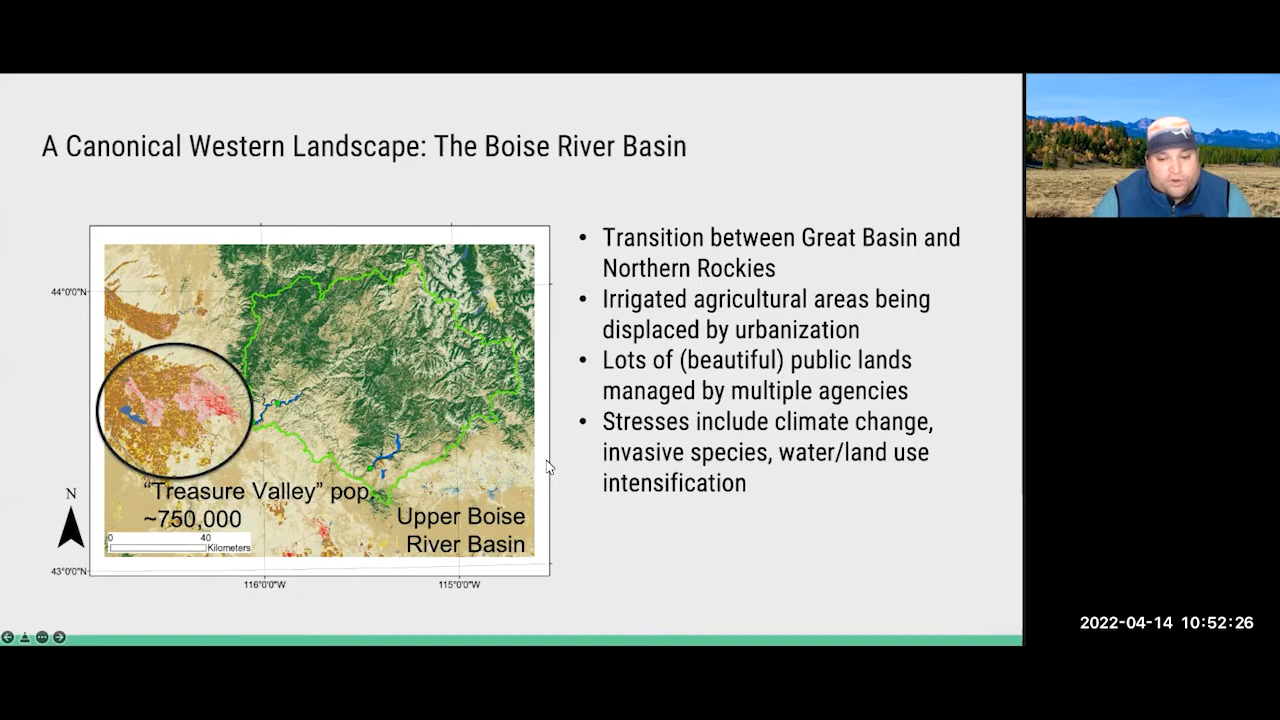 A Canonical Western Landscape: The Boise River Basin
44°0'0"N
43°0'0"N
116°0'0"W
115°0'0"W
N
0 40
Kilometers
“Treasure Valley” pop.
~750,000
Upper Boise
River Basin
• Transition between Great Basin and
Northern Rockies
• Irrigated agricultural areas being
displaced by urbanization
• Lots of (beautiful) public lands
managed by multiple agencies
• Stresses include climate change,
invasive species, water/land use
intensification
2022-04-14 10:52:26